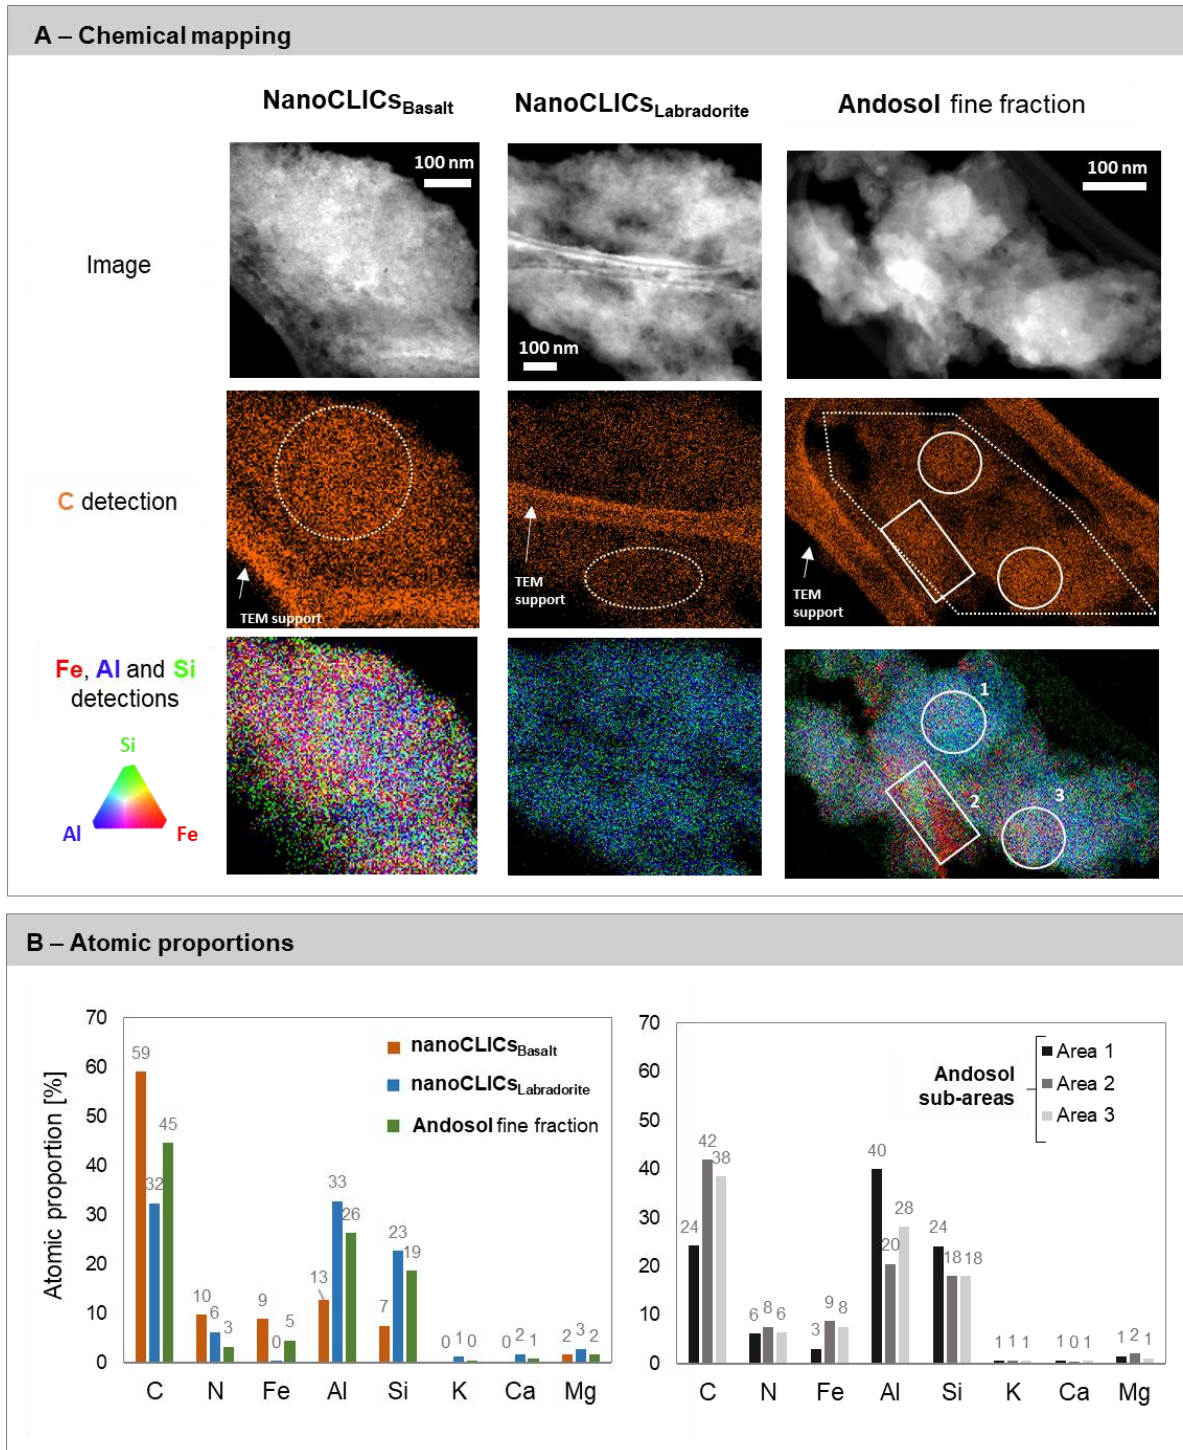 A – Chemical mapping
NanoCLICsBasalt
NanoCLICsLabradorite
Andosol fine fraction
Image
100 nm
100 nm
100 nm
C detection
TEM support
TEM
support
TEM
support
Fe, Al and Si
detections
Si
Al
Fe
1
2
3
B – Atomic proportions
Atomic proportion [%]
70
60
50
40
30
20
10
0
nanoCLICsBasalt
nanoCLICsLabradorite
Andosol fine fraction
59
32
45
10
6
3
9
0
5
13
33
26
7
23
19
0
1
0
0
2
1
2
3
2
C N Fe Al Si K Ca Mg
70
60
50
40
30
20
10
0
Andosol
sub-areas
Area 1
Area 2
Area 3
24
42
38
6
8
6
3
9
8
40
20
28
24
18
18
1
1
1
1
0
1
1
2
1
C N Fe Al Si K Ca Mg